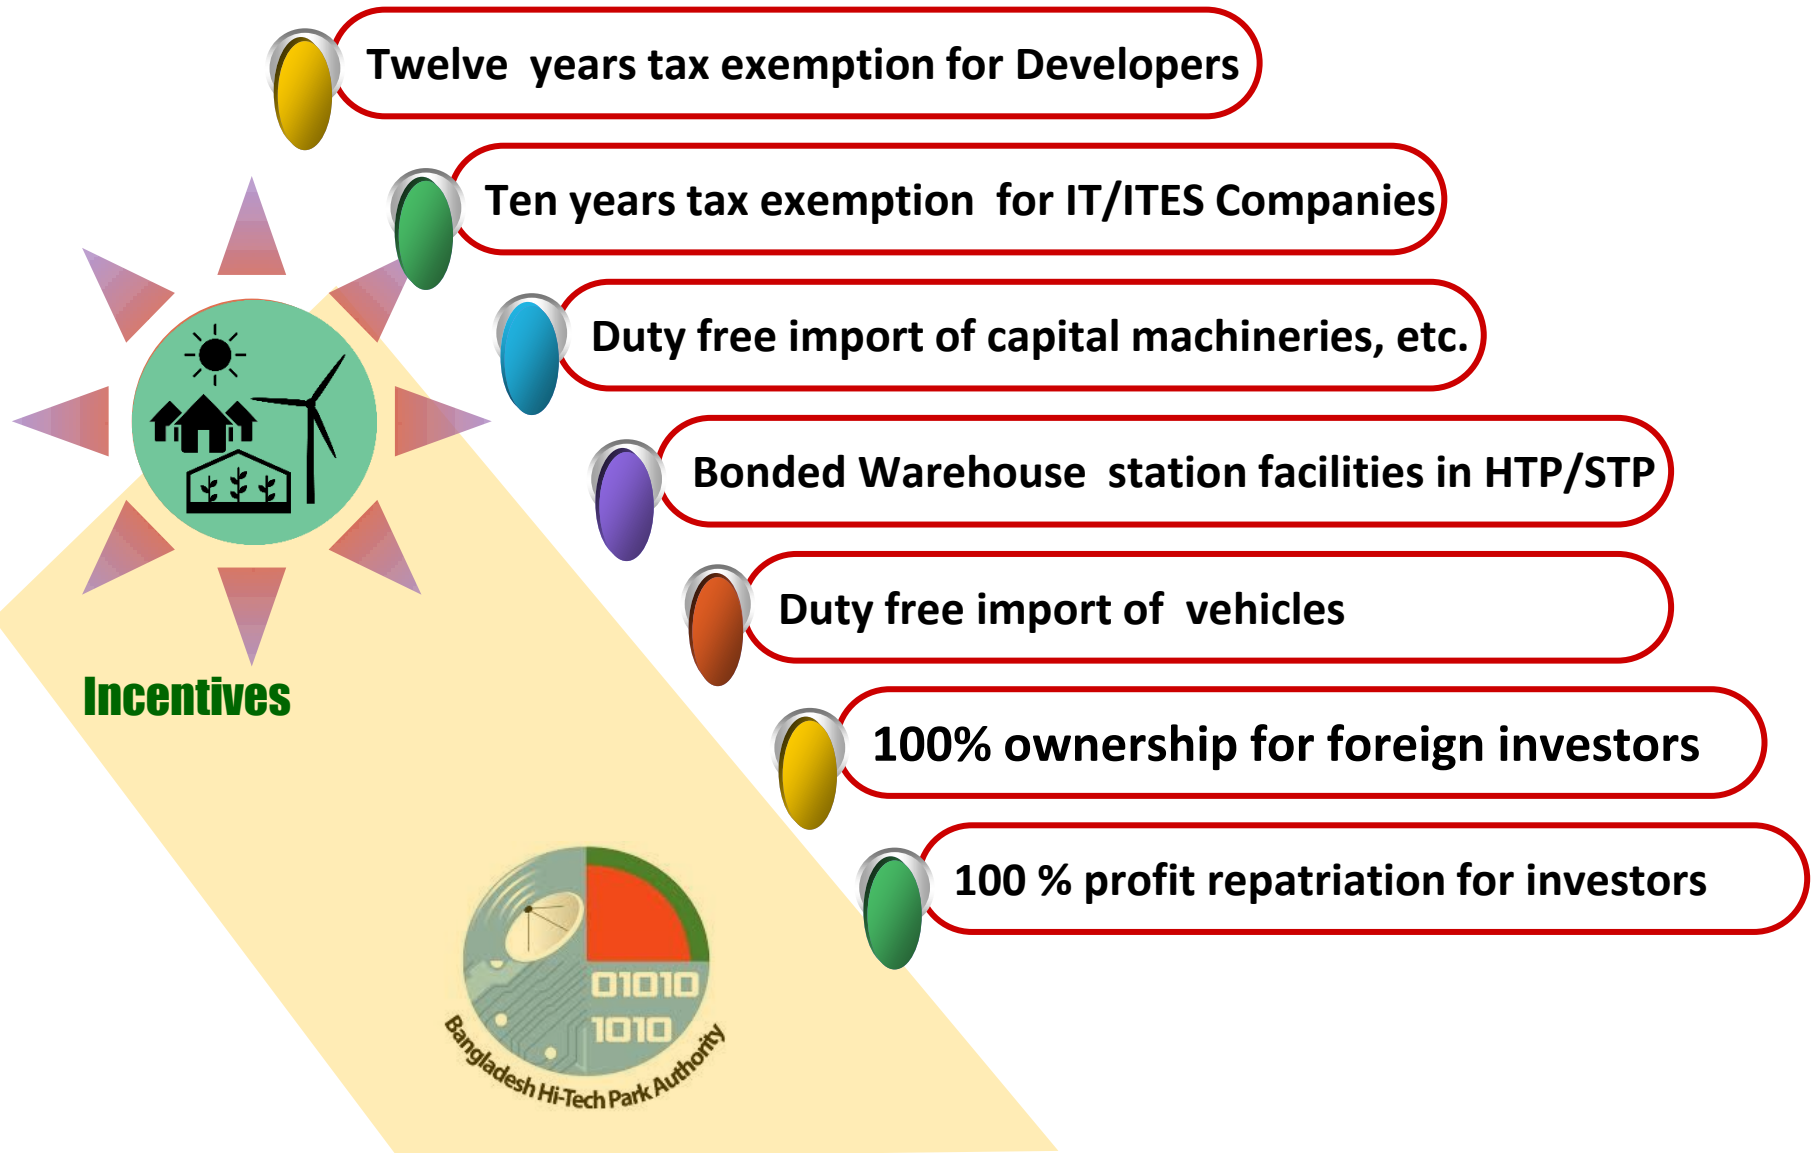 Twelve years tax exemption for Developers
Ten years tax exemption for IT/ITES Companies
Duty free import of capital machineries, etc.
Bonded Warehouse station facilities in HTP/STP
Duty free import of vehicles
Incentives
100% ownership for foreign investors
100 % profit repatriation for investors
01010
1010
Bangladesh Hi-Tech Park Authority